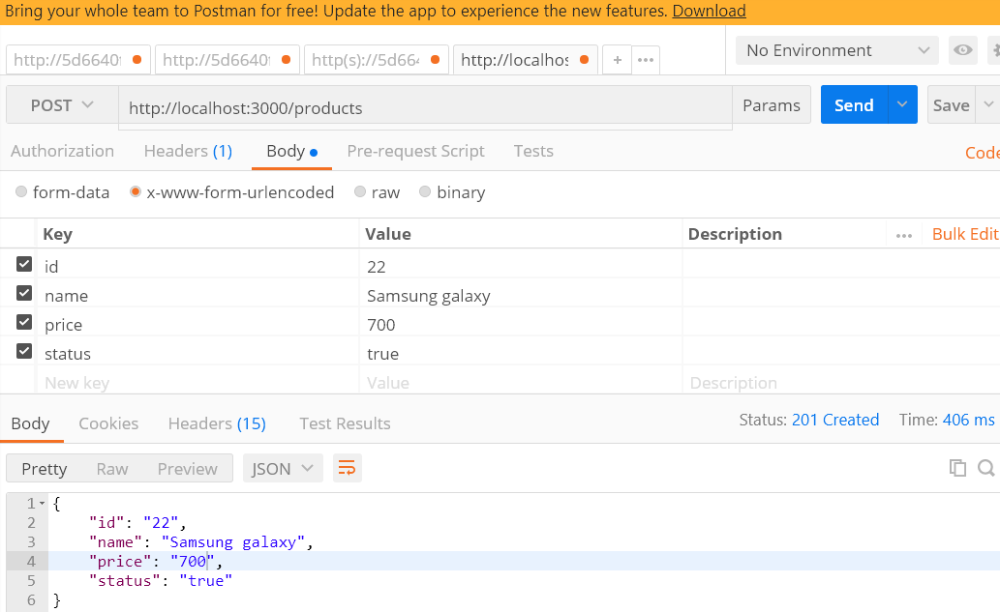 Bring your whole team to Postman for free! Update the app to experience the new features. Download
http://5d6640 http://5d6640 http(s)://5d66 http://localhos + ••• No Environment
POST http://localhost:3000/products Params Send Save
Authorization Headers (1) Body Pre-request Script Tests Code
form-data x-www-form-urlencoded raw binary
Key Value Description ••• Bulk Edit
id 22
name Samsung galaxy
price 700
status true
New key Value Description
Body Cookies Headers (15) Test Results Status: 201 Created Time: 406 ms
Pretty Raw Preview JSON
1 {
2 "id": "22",
3 "name": "Samsung galaxy",
4 "price": "700",
5 "status": "true"
6 }